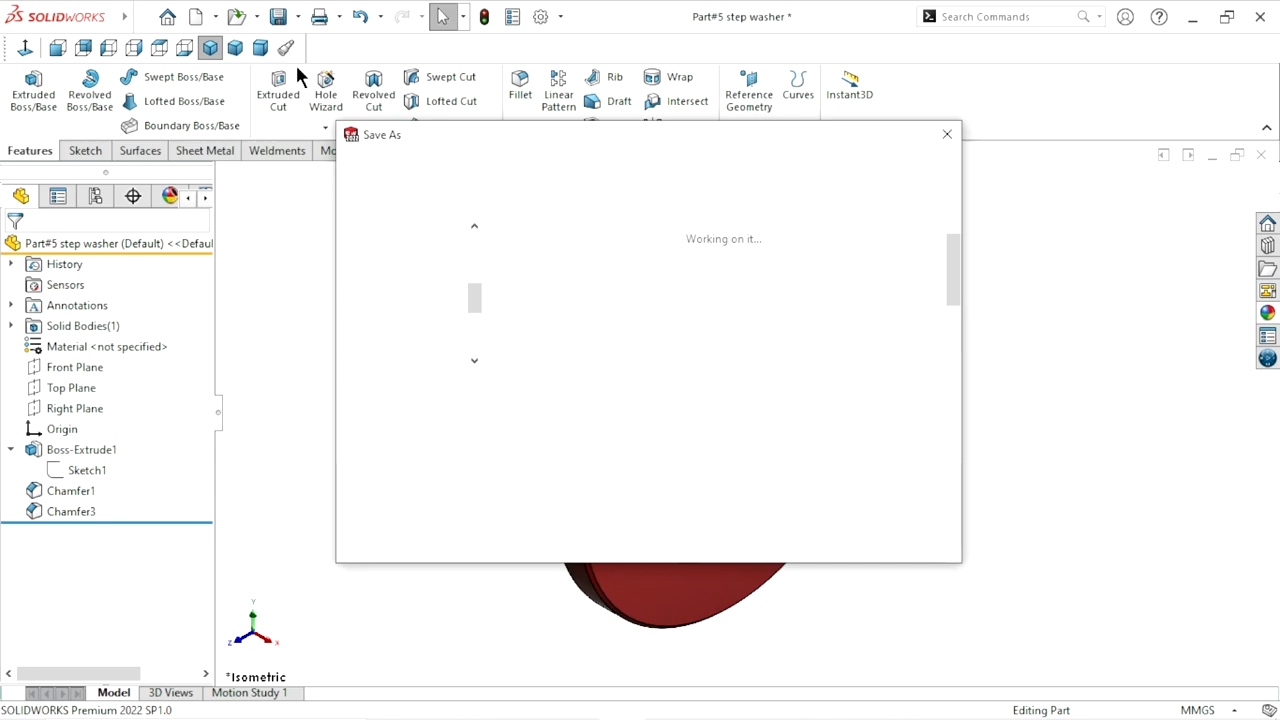 SOLIDWORKS
Part#5 step washer *
Search Commands
Extruded Boss/Base
Revolved Boss/Base
Swept Boss/Base
Lofted Boss/Base
Boundary Boss/Base
Extruded Cut
Hole Wizard
Revolved Cut
Swept Cut
Lofted Cut
Fillet
Linear Pattern
Rib
Draft
Wrap
Intersect
Reference Geometry
Curves
Instant3D
Features
Sketch
Surfaces
Sheet Metal
Weldments
Save As
Working on it...
Part#5 step washer (Default) <<Defaul
History
Sensors
Annotations
Solid Bodies(1)
Material <not specified>
Front Plane
Top Plane
Right Plane
Origin
Boss-Extrude1
Sketch1
Chamfer1
Chamfer3
Y
Z
X
*Isometric
Model
3D Views
Motion Study 1
SOLIDWORKS Premium 2022 SP1.0
Editing Part
MMGS